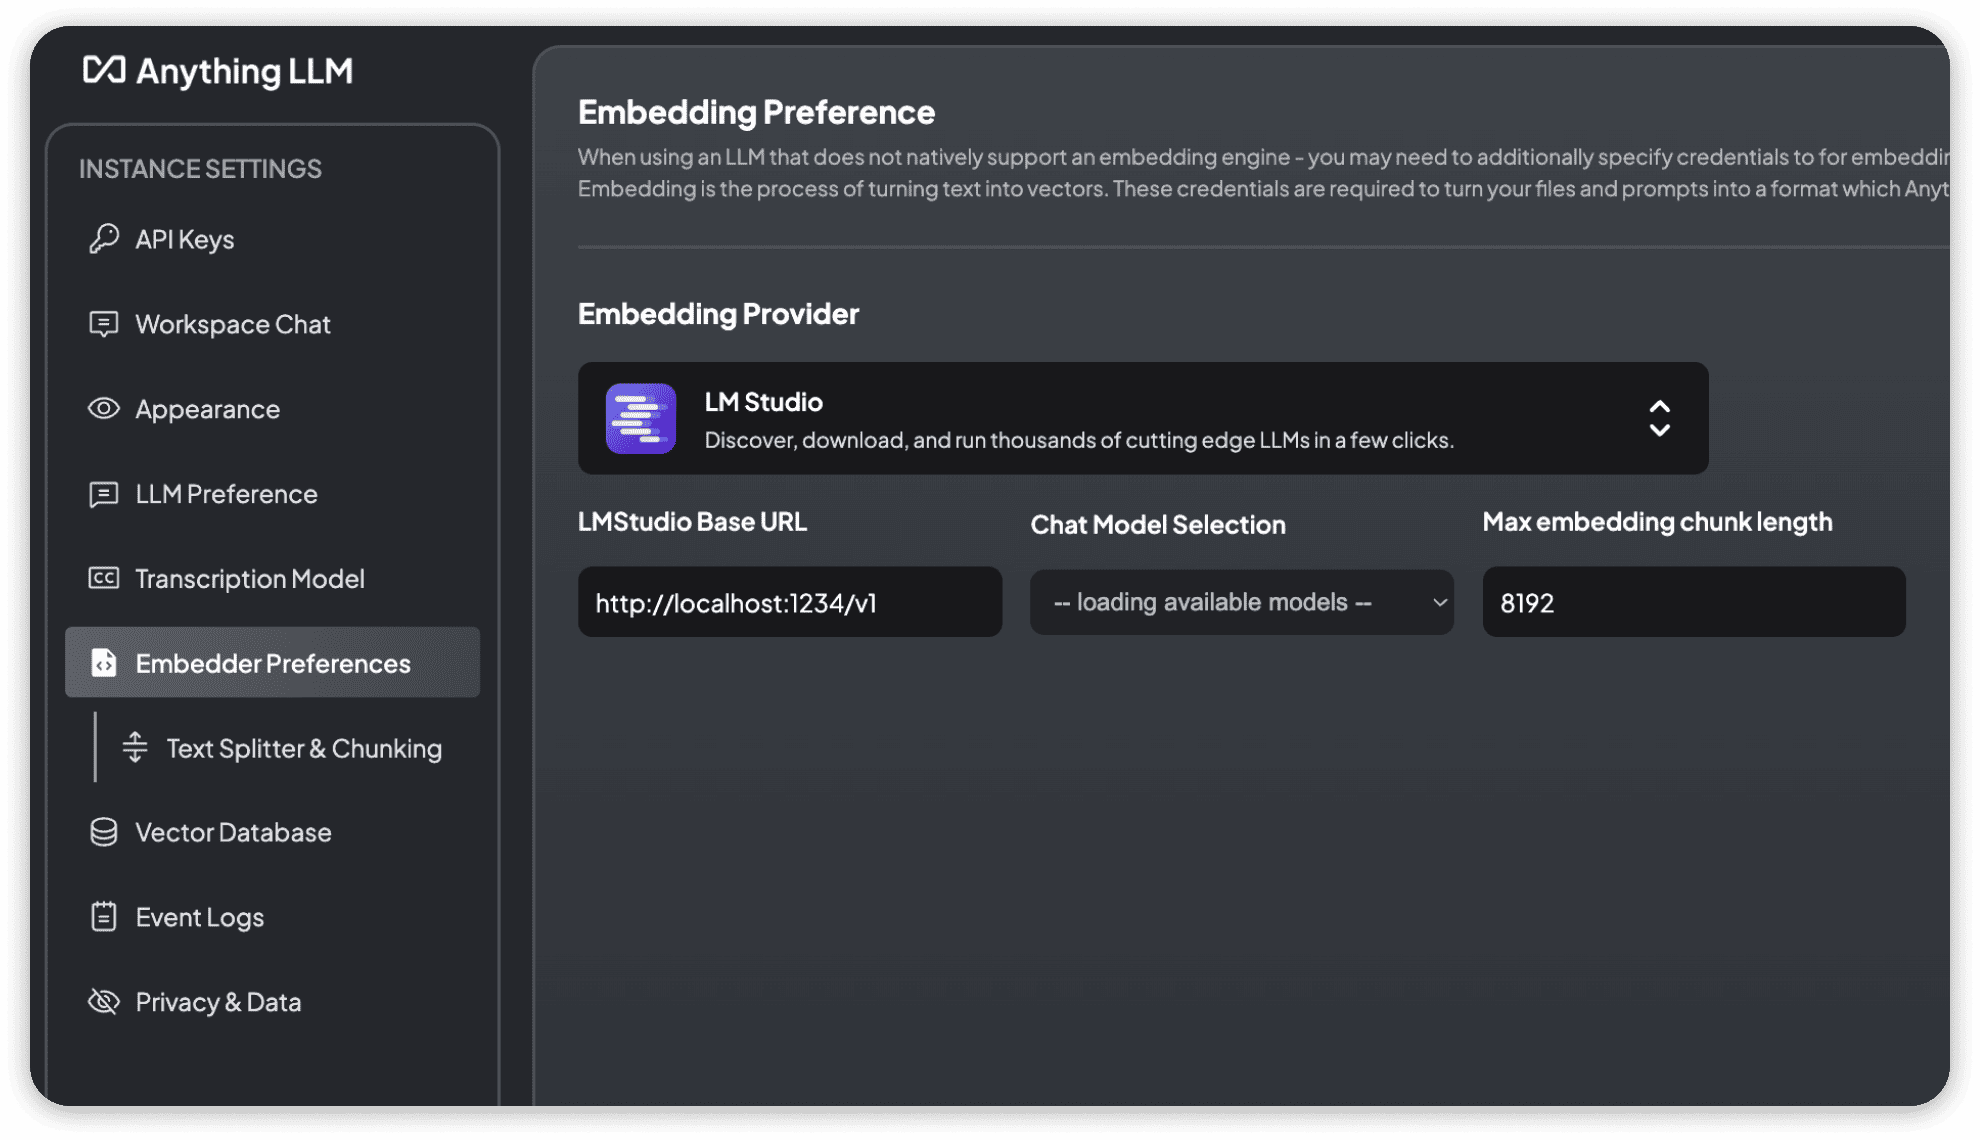 Anything LLM
INSTANCE SETTINGS
API Keys
Workspace Chat
Appearance
LLM Preference
CC
Transcription Model
Embedder Preferences
Text Splitter & Chunking
Vector Database
Event Logs
Privacy & Data
Embedding Preference
When using an LLM that does not natively support an embedding engine - you may need to additionally specify credentials to for
Embedding is the process of turning text into vectors. These credentials are required to turn your files and prompts into a format which
Embedding Provider
LM Studio
Discover, download, and run thousands of cutting edge LLMs in a few clicks.
LMStudio Base URL
http://localhost:1234/v1
Chat Model Selection
-- loading available models --
Max embedding chunk length
8192